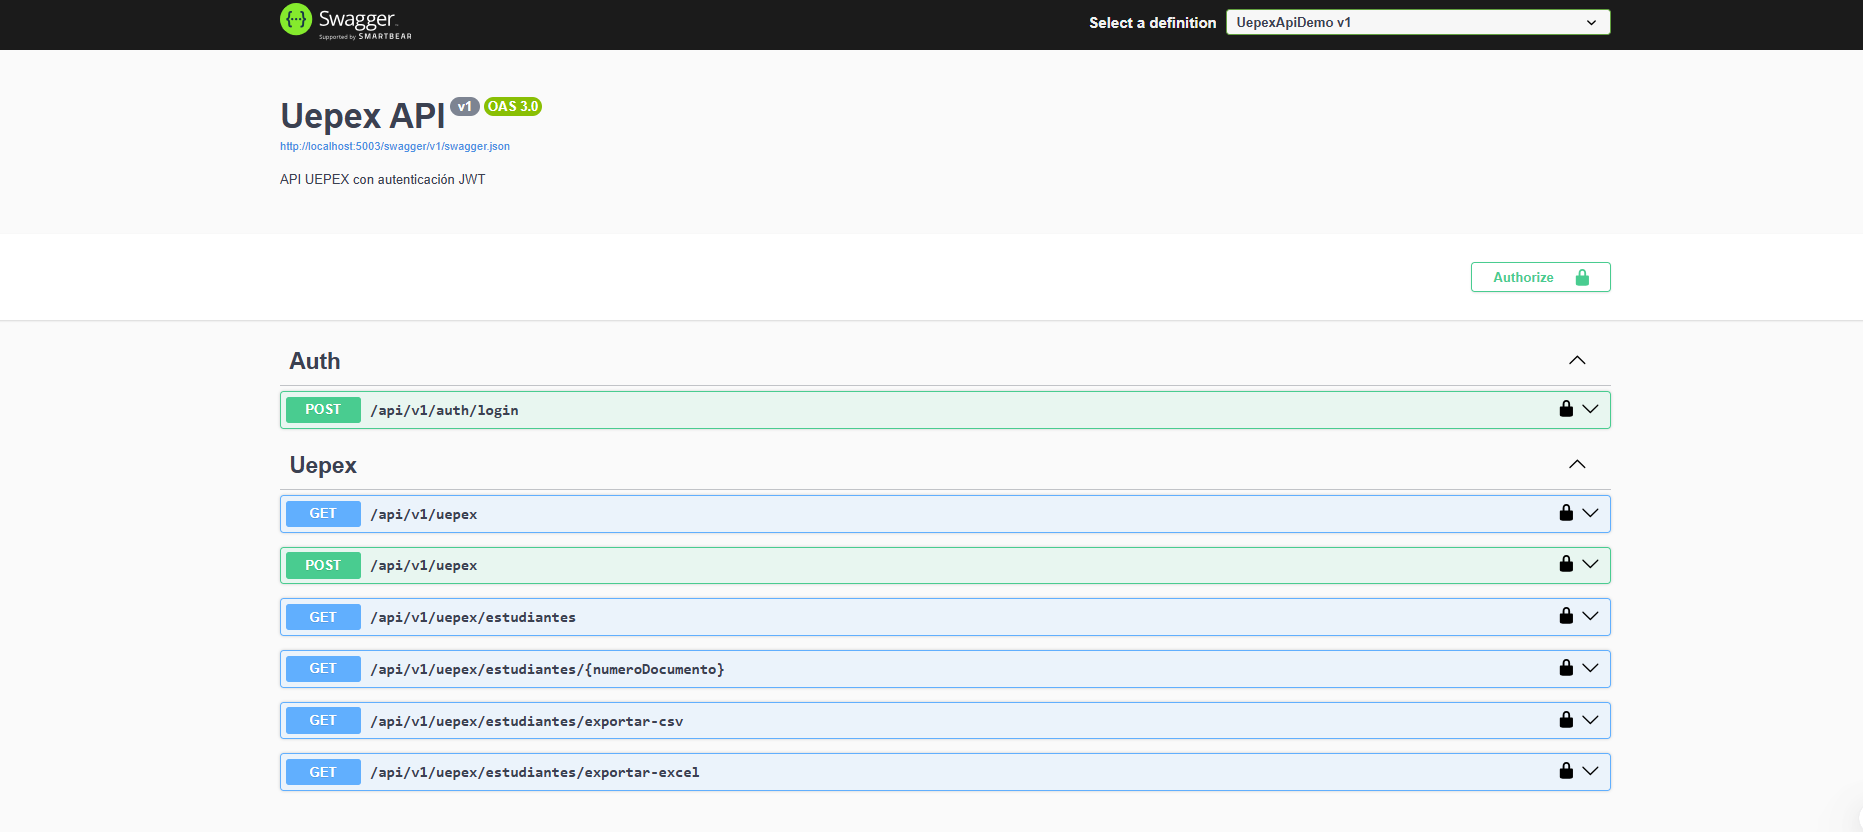 Swagger
Supported by SMARTBEAR
Select a definition
UepexApiDemo v1
Uepex API v1 OAS 3.0
http://localhost:5003/swagger/v1/swagger.json
API UEPEX con autenticación JWT
Authorize
Auth
POST /api/v1/auth/login
Uepex
GET /api/v1/uepex
POST /api/v1/uepex
GET /api/v1/uepex/estudiantes
GET /api/v1/uepex/estudiantes/{numeroDocumento}
GET /api/v1/uepex/estudiantes/exportar-csv
GET /api/v1/uepex/estudiantes/exportar-excel